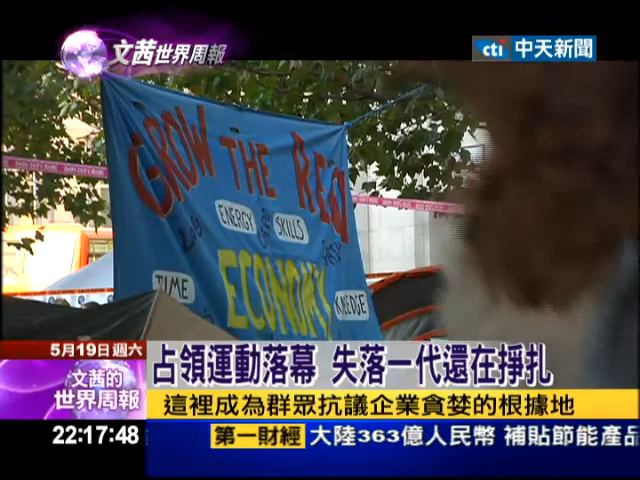 文茜世界周報
cti 中天新聞
GROW THE REAL
ENERGY
SKILLS
ECONOMY
TIME
5月19日週六
占領運動落幕 失落一代還在掙扎
文茜的
世界周報
這裡成為群眾抗議企業貪婪的根據地
22:17:48
第一財經
大陸363億人民幣 補貼節能產品